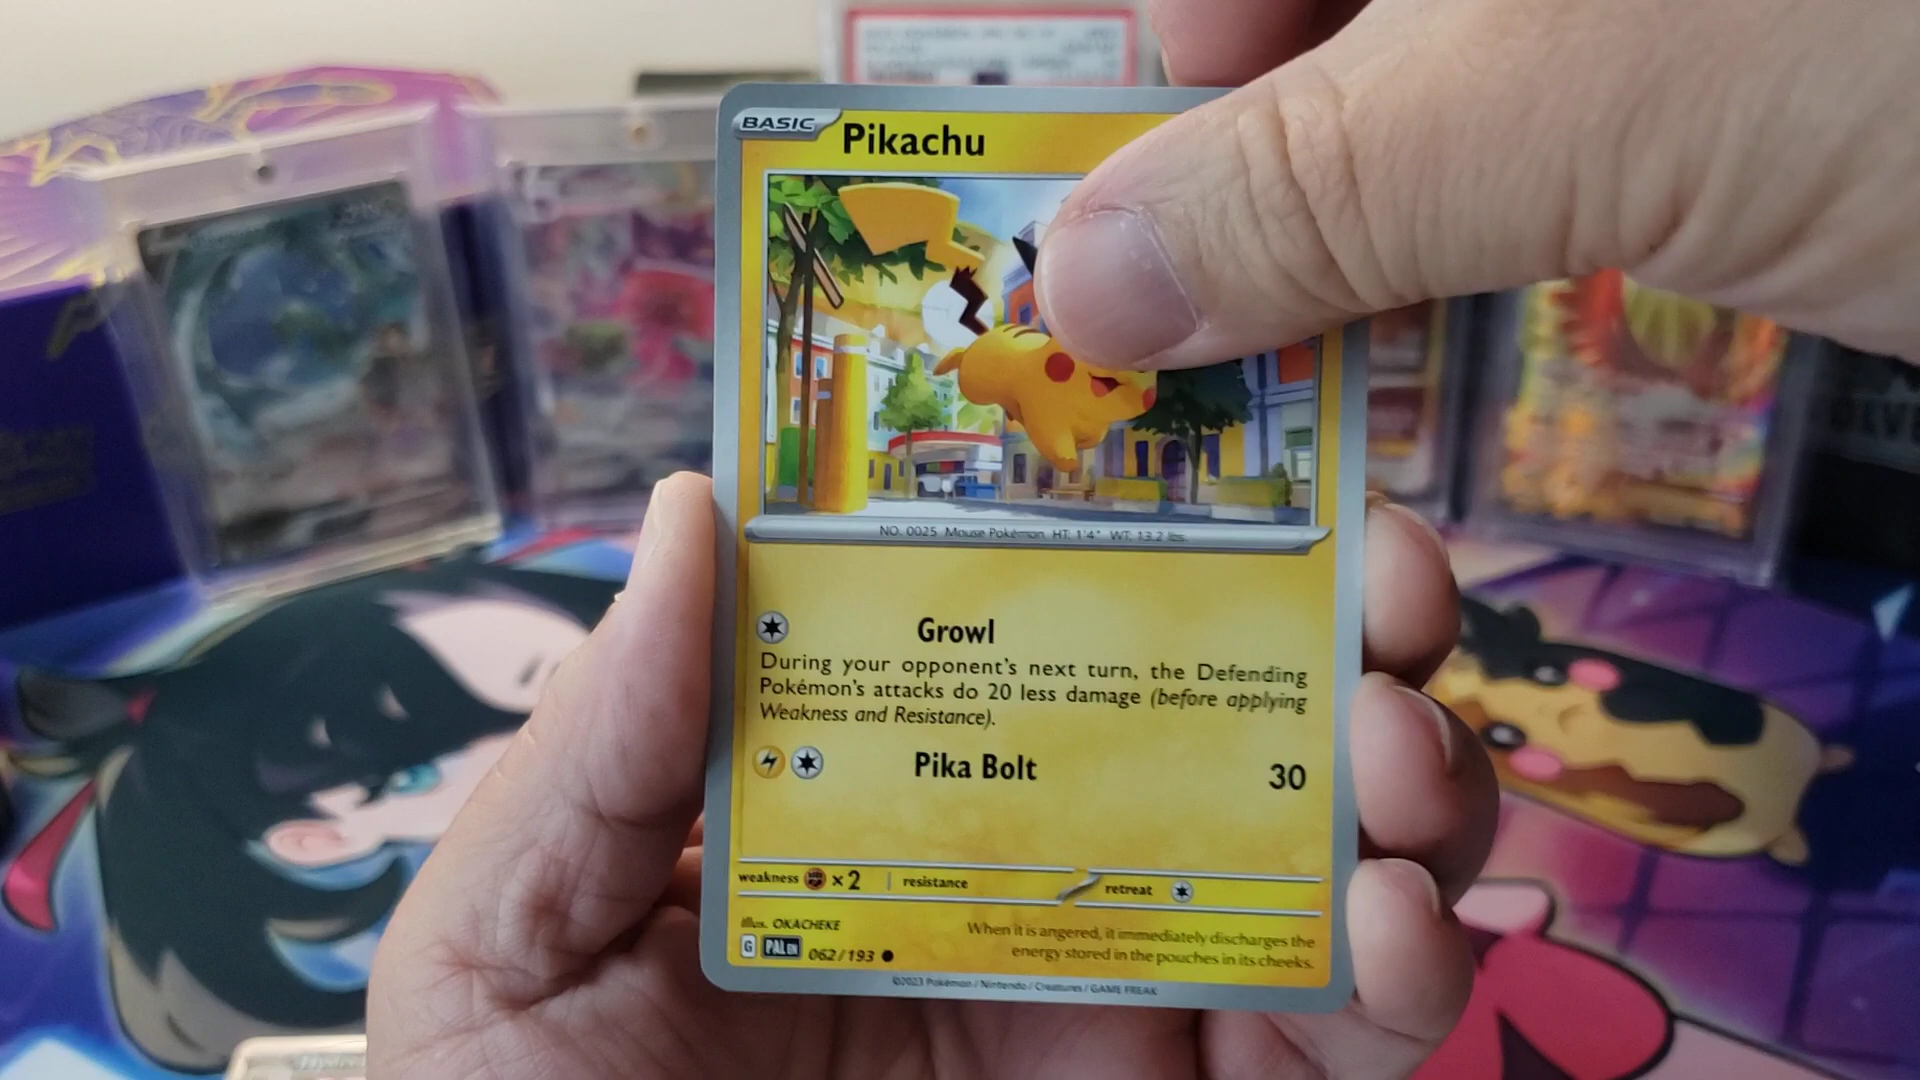 BASIC Pikachu
NO. 0025 Mouse Pokémon HT: 1'4" WT: 13.2 lbs.
Growl
During your opponent's next turn, the Defending
Pokémon's attacks do 20 less damage (before applying
Weakness and Resistance).
Pika Bolt 30
weakness ×2 resistance retreat
Illus. OKACHEKE
When it is angered, it immediately discharges the
energy stored in the pouches in its cheeks.
G PAL EN 062/193
©2023 Pokémon / Nintendo / Creatures / GAME FREAK